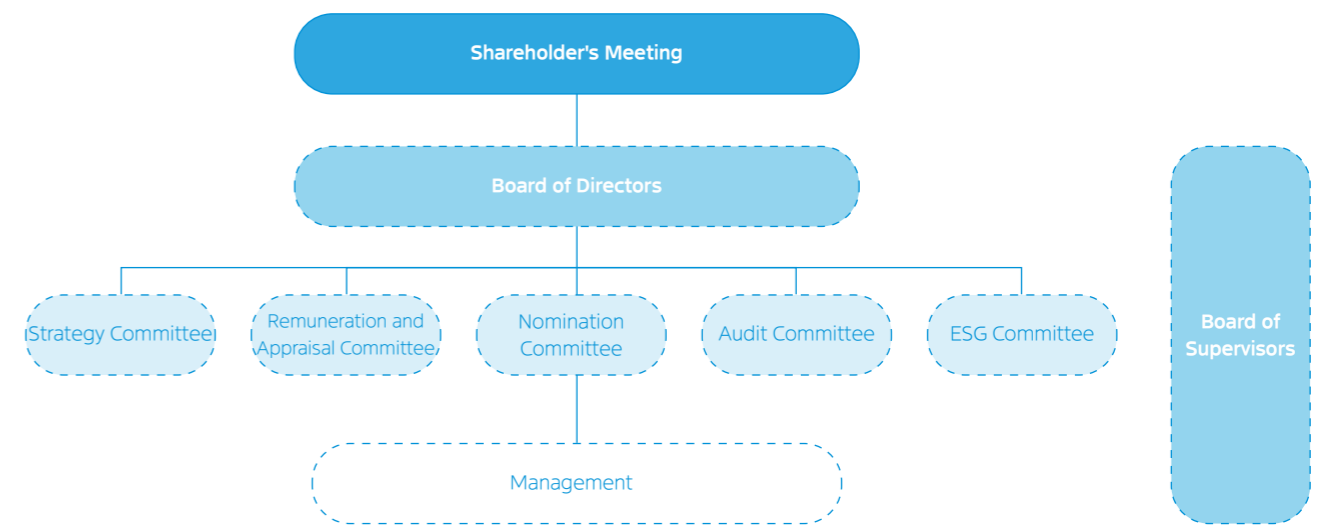 Shareholder's Meeting
Board of Directors
Strategy Committee
Remuneration and
Appraisal Committee
Nomination
Committee
Audit Committee
ESG Committee
Board of
Supervisors
Management